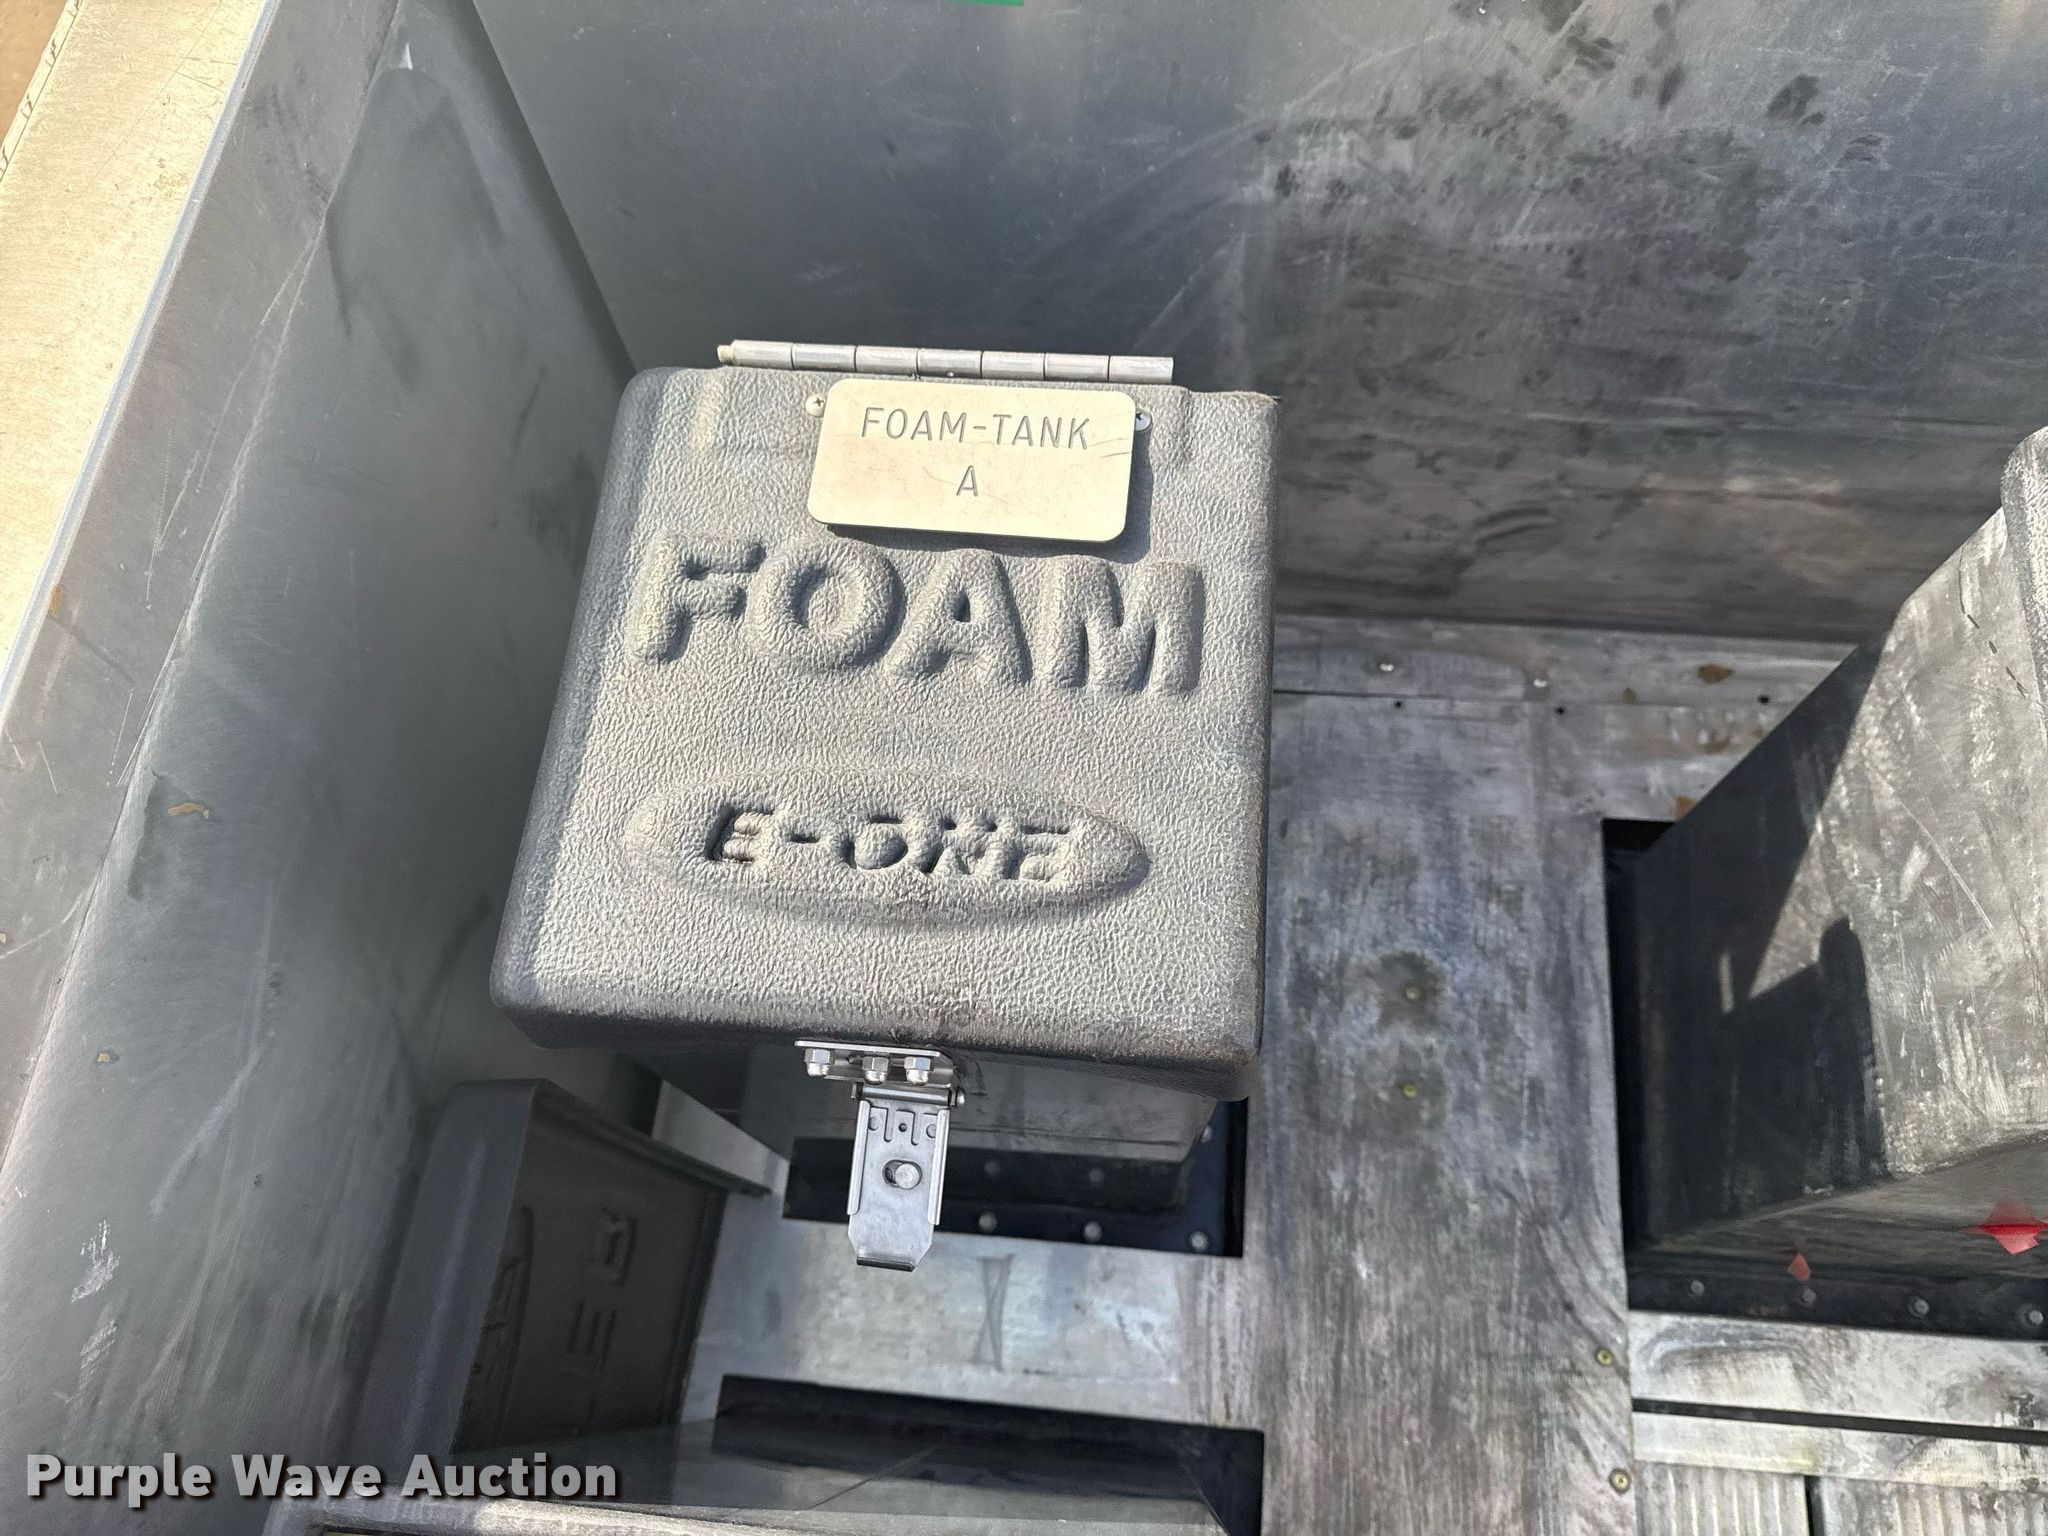 FOAM-TANK
A
FOAM
E-ONE
Purple Wave Auction